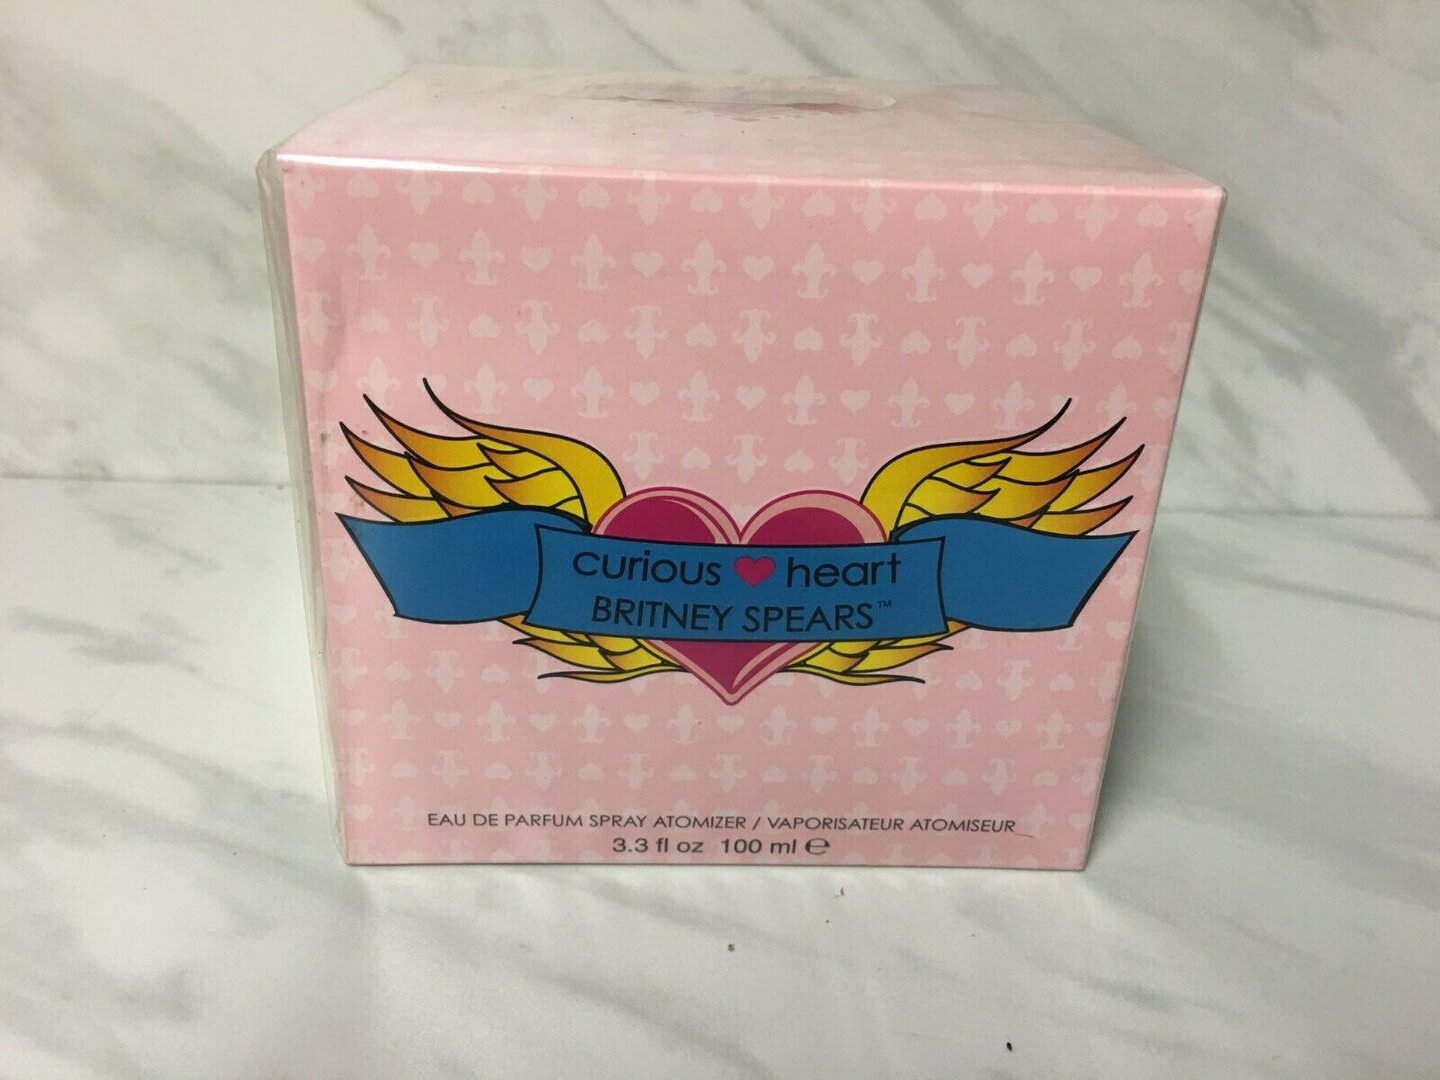 curious heart
BRITNEY SPEARS™
EAU DE PARFUM SPRAY ATOMIZER / VAPORISATEUR ATOMISEUR
3.3 fl oz 100 ml ℮